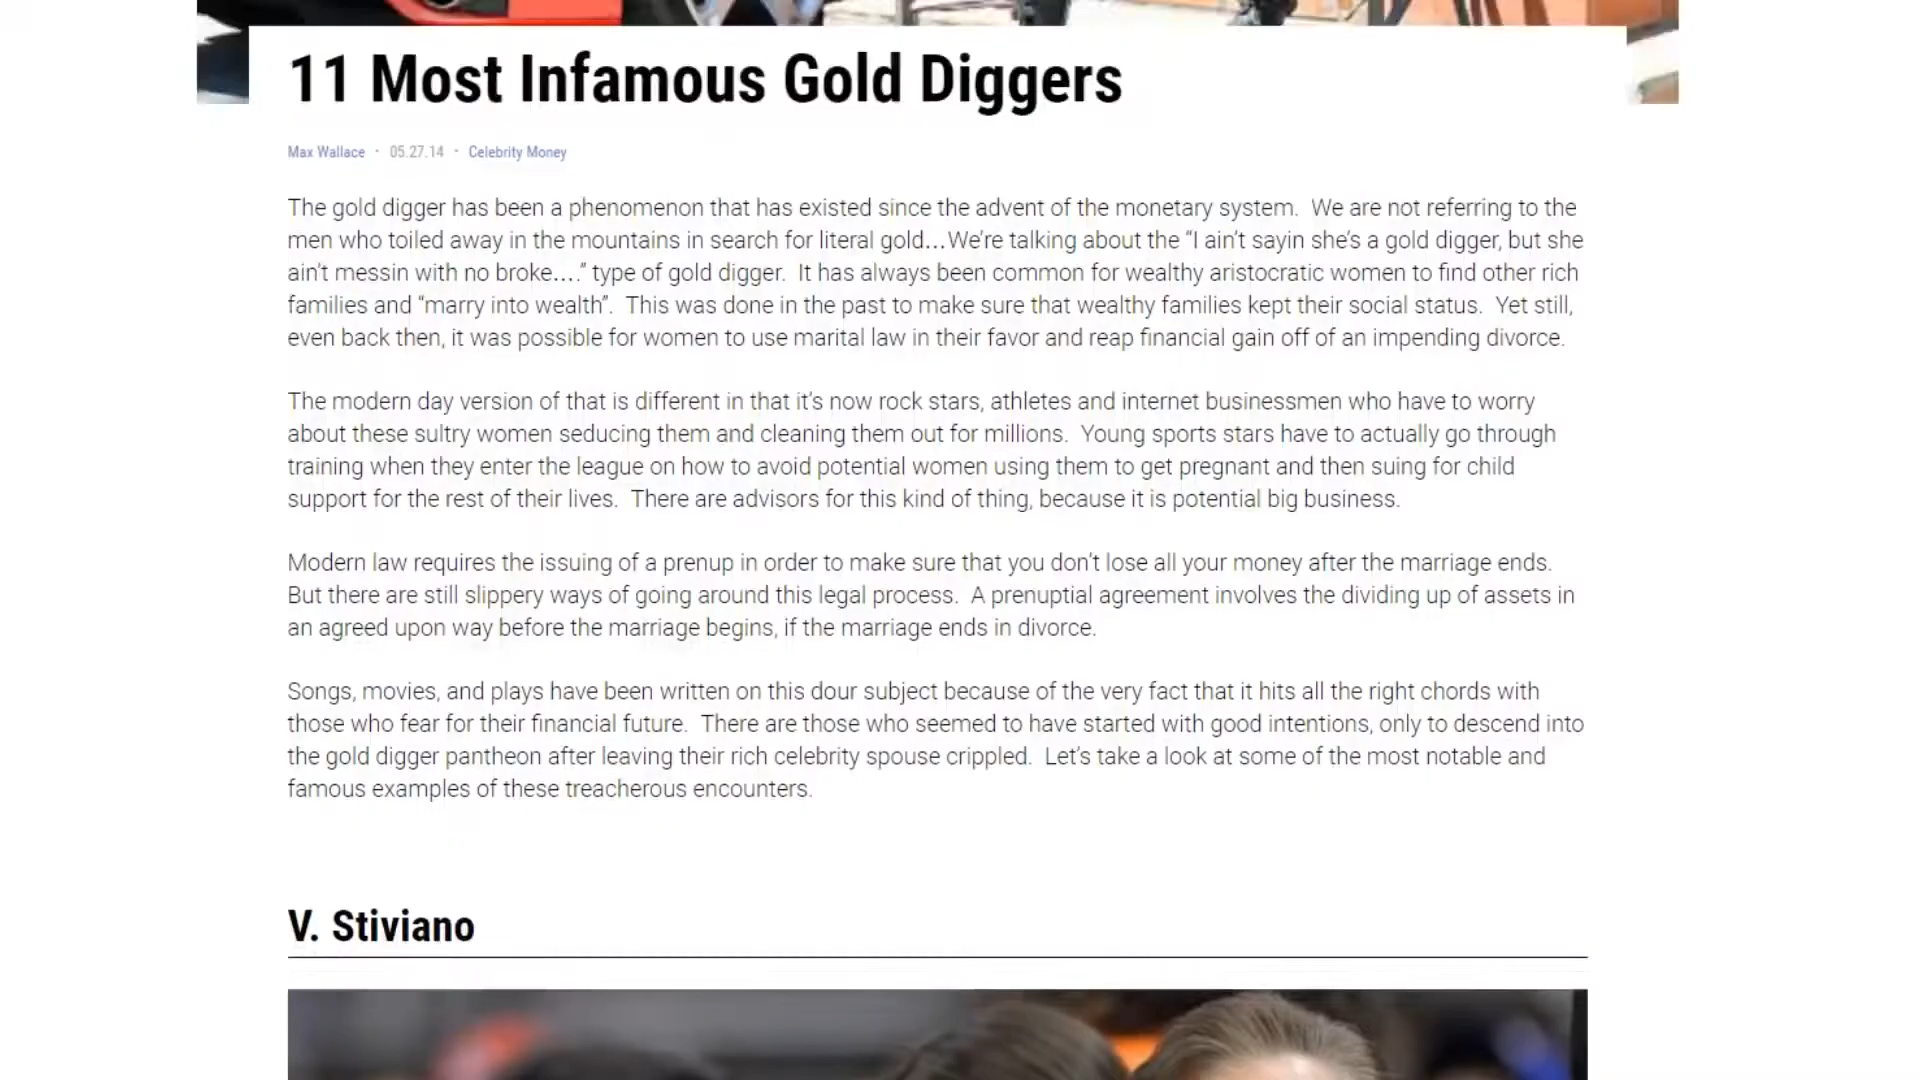 11 Most Infamous Gold Diggers
Max Wallace · 05.27.14 · Celebrity Money
The gold digger has been a phenomenon that has existed since the advent of the monetary system.  We are not referring to the
men who toiled away in the mountains in search for literal gold…We’re talking about the “I ain’t sayin she’s a gold digger, but she
ain’t messin with no broke….” type of gold digger.  It has always been common for wealthy aristocratic women to find other rich
families and “marry into wealth”.  This was done in the past to make sure that wealthy families kept their social status.  Yet still,
even back then, it was possible for women to use marital law in their favor and reap financial gain off of an impending divorce.
The modern day version of that is different in that it’s now rock stars, athletes and internet businessmen who have to worry
about these sultry women seducing them and cleaning them out for millions.  Young sports stars have to actually go through
training when they enter the league on how to avoid potential women using them to get pregnant and then suing for child
support for the rest of their lives.  There are advisors for this kind of thing, because it is potential big business.
Modern law requires the issuing of a prenup in order to make sure that you don’t lose all your money after the marriage ends.
But there are still slippery ways of going around this legal process.  A prenuptial agreement involves the dividing up of assets in
an agreed upon way before the marriage begins, if the marriage ends in divorce.
Songs, movies, and plays have been written on this dour subject because of the very fact that it hits all the right chords with
those who fear for their financial future.  There are those who seemed to have started with good intentions, only to descend into
the gold digger pantheon after leaving their rich celebrity spouse crippled.  Let’s take a look at some of the most notable and
famous examples of these treacherous encounters.
V. Stiviano